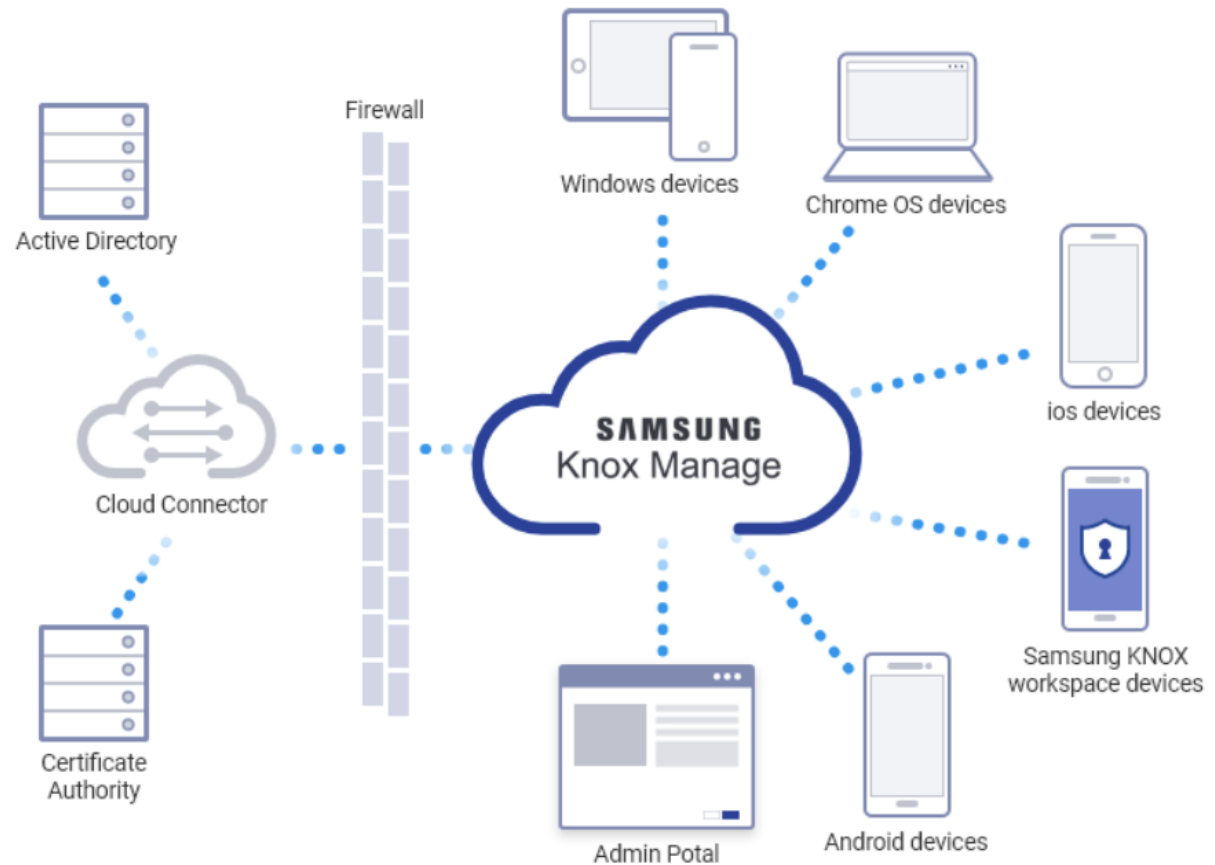 Firewall
Windows devices
Chrome OS devices
Active Directory
ios devices
SAMSUNG
Knox Manage
Cloud Connector
Samsung KNOX
workspace devices
Certificate
Authority
Android devices
Admin Potal